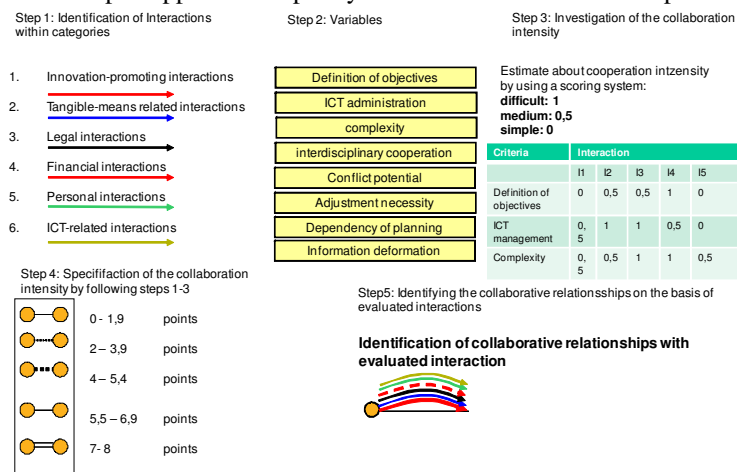 Step 1: Identification of Interactions
within categories
1. Innovation-promoting interactions
2. Tangible-means related interactions
3. Legal interactions
4. Financial interactions
5. Personal interactions
6. ICT-related interactions
Step 2: Variables
Definition of objectives
ICT administration
complexity
interdisciplinary cooperation
Conflict potential
Adjustment necessity
Dependency of planning
Information deformation
Step 3: Investigation of the collaboration
intensity
Estimate about cooperation intzensity
by using a scoring system:
difficult: 1
medium: 0,5
simple: 0
Criteria Interaction
I1 I2 I3 I4 I5
Definition of
objectives 0 0,5 0,5 1 0
ICT
management 0,
5 1 1 0,5 0
Complexity 0,
5 0,5 1 1 0,5
Step 4: Specififaction of the collaboration
intensity by following steps 1-3
0 - 1,9 points
2 – 3,9 points
4 – 5,4 points
5,5 – 6,9 points
7- 8 points
Step5: Identifying the collaborative relationsships on the basis of
evaluated interactions
Identification of collaborative relationships with
evaluated interaction